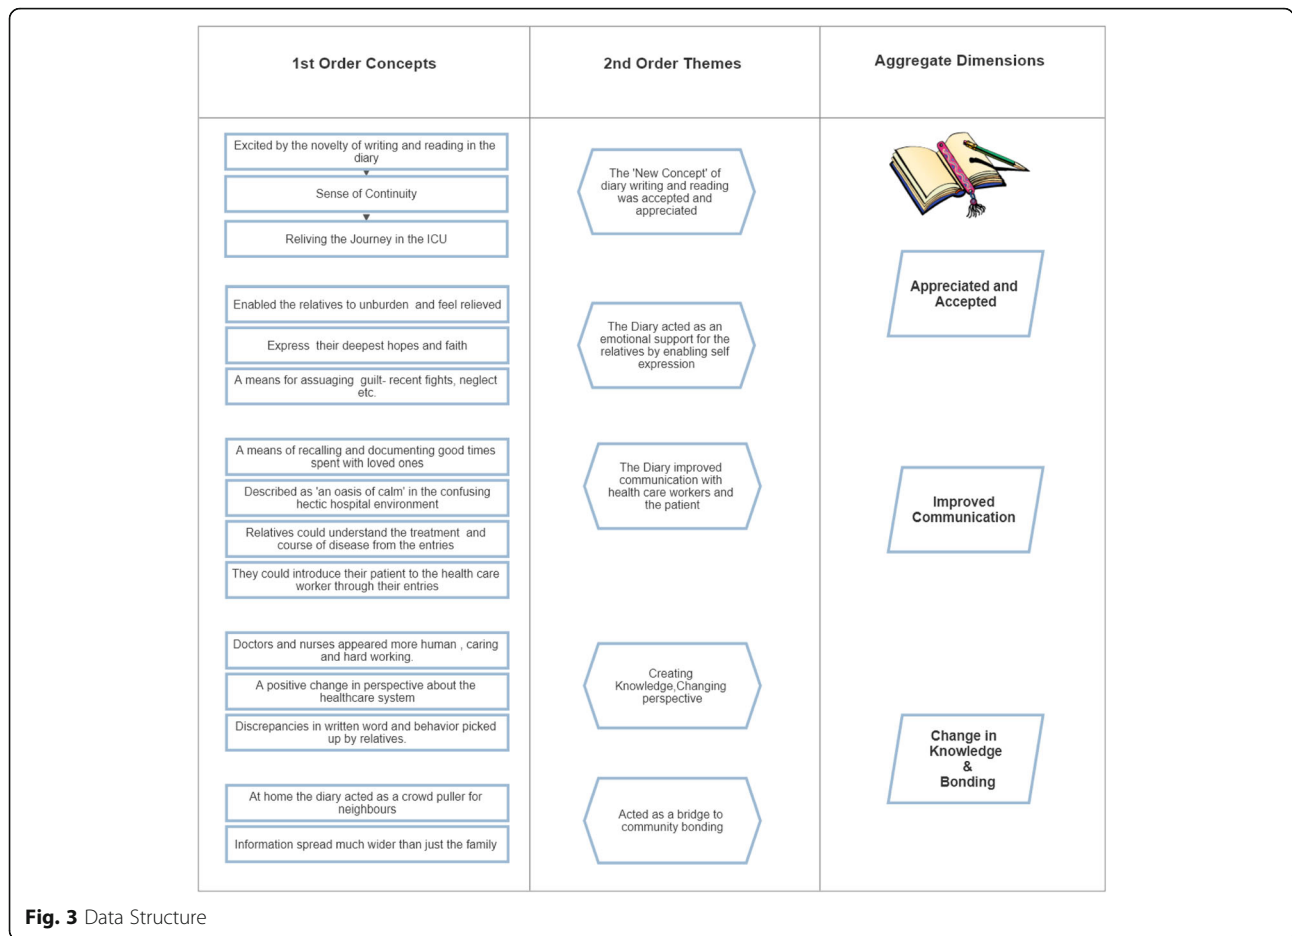 1st Order Concepts
2nd Order Themes
Aggregate Dimensions
Excited by the novelty of writing and reading in the
diary
Sense of Continuity
Reliving the Journey in the ICU
Enabled the relatives to unburden and feel relieved
Express their deepest hopes and faith
A means for assuaging guilt- recent fights, neglect
etc.
A means of recalling and documenting good times
spent with loved ones
Described as 'an oasis of calm' in the confusing
hectic hospital environment
Relatives could understand the treatment and
course of disease from the entries
They could introduce their patient to the health care
worker through their entries
Doctors and nurses appeared more human , caring
and hard working.
A positive change in perspective about the
healthcare system
Discrepancies in written word and behavior picked
up by relatives.
At home the diary acted as a crowd puller for
neighbours
Information spread much wider than just the family
The 'New Concept' of
diary writing and reading
was accepted and
appreciated
The Diary acted as an
emotional support for the
relatives by enabling self
expression
The Diary improved
communication with
health care workers and
the patient
Creating
Knowledge,Changing
perspective
Acted as a bridge to
community bonding
Appreciated and
Accepted
Improved
Communication
Change in
Knowledge
&
Bonding
Fig. 3 Data Structure